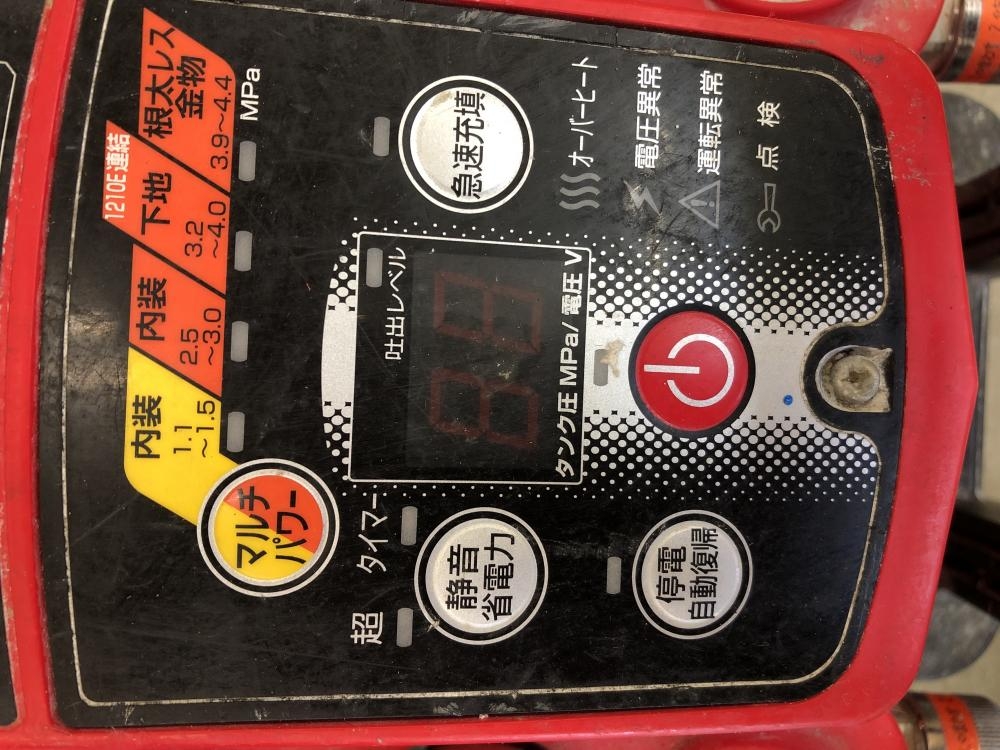 1210E連結
根太レス
金物
3.9～4.4
下地
3.2
～4.0
内装
2.5
～3.0
内装
1.1
～1.5
MPa
マルチ
パワー
超
タイマー
吐出レベル
88
タンク圧 MPa/電圧 V
静音
省電力
急速充填
停電
自動復帰
オーバーヒート
電圧異常
運転異常
点検